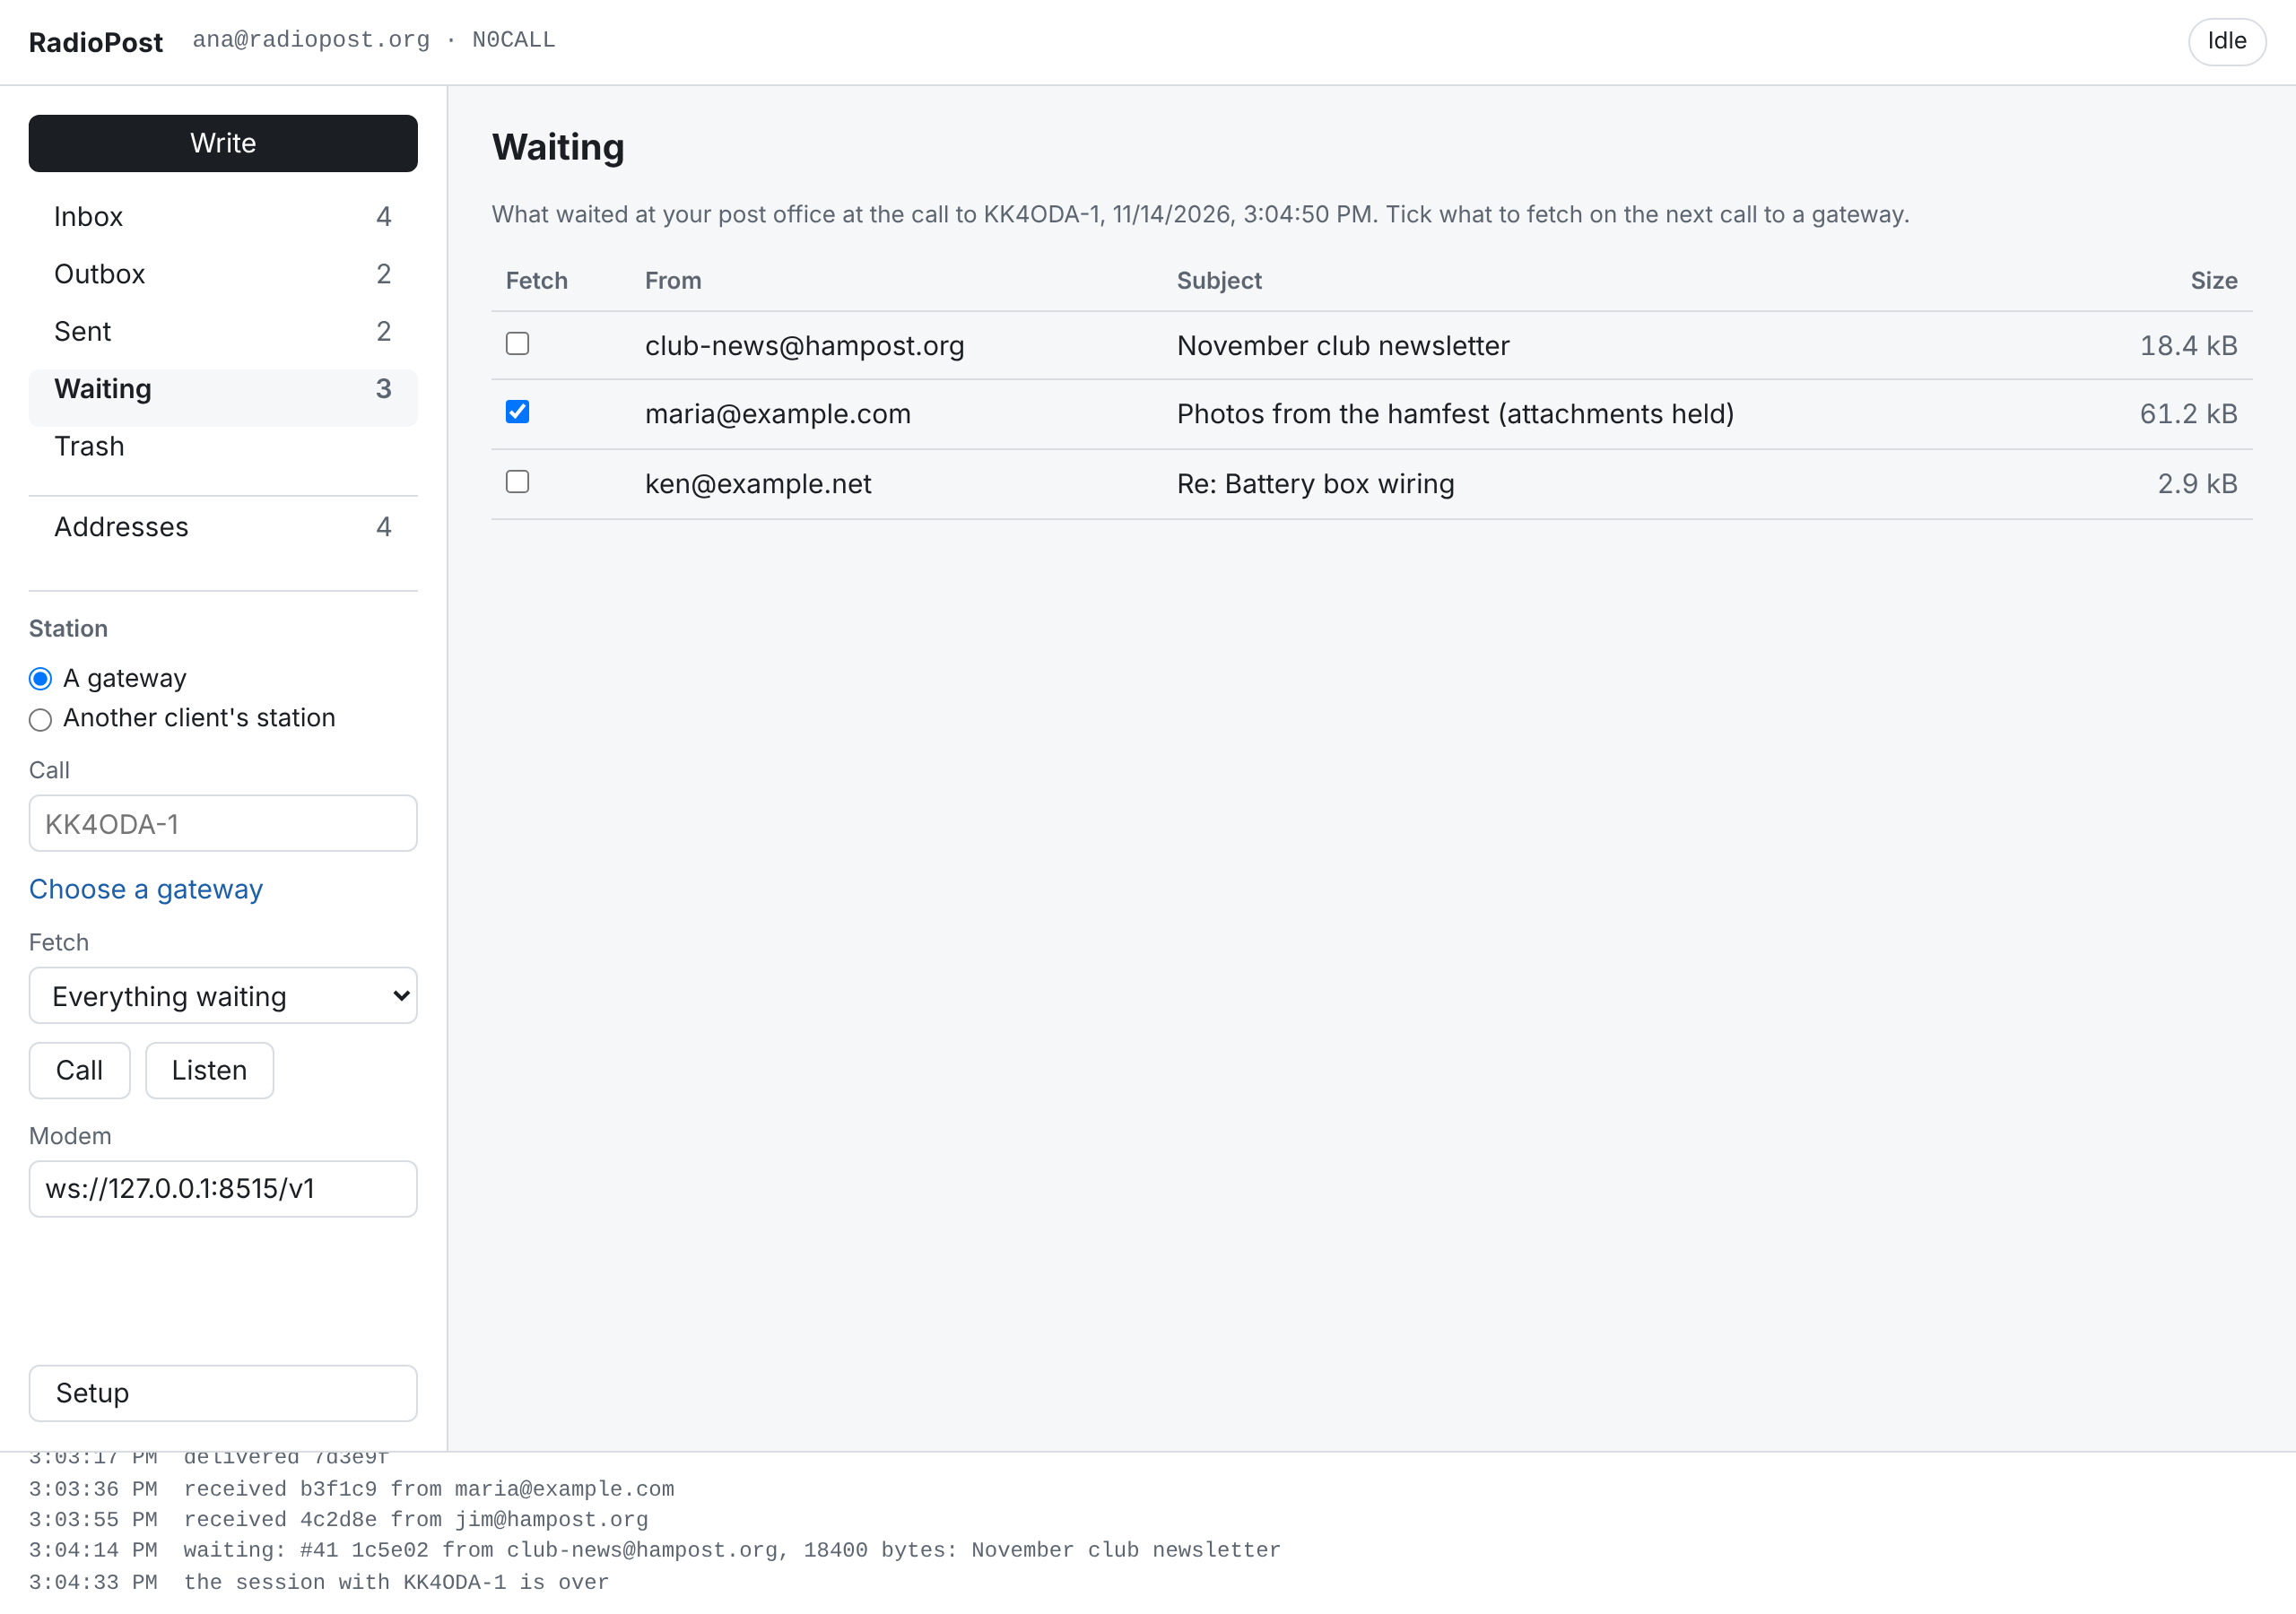 RadioPost ana@radiopost.org · N0CALL Idle
Write
Inbox 4
Outbox 2
Sent 2
Waiting 3
Trash
Addresses 4
Station
A gateway
Another client's station
Call
KK4ODA-1
Choose a gateway
Fetch
Everything waiting
Call Listen
Modem
ws://127.0.0.1:8515/v1
Setup
Waiting
What waited at your post office at the call to KK4ODA-1, 11/14/2026, 3:04:50 PM. Tick what to fetch on the next call to a gateway.
Fetch From Subject Size
club-news@hampost.org November club newsletter 18.4 kB
maria@example.com Photos from the hamfest (attachments held) 61.2 kB
ken@example.net Re: Battery box wiring 2.9 kB
3:03:17 PM delivered 7d3e9f
3:03:36 PM received b3f1c9 from maria@example.com
3:03:55 PM received 4c2d8e from jim@hampost.org
3:04:14 PM waiting: #41 1c5e02 from club-news@hampost.org, 18400 bytes: November club newsletter
3:04:33 PM the session with KK4ODA-1 is over